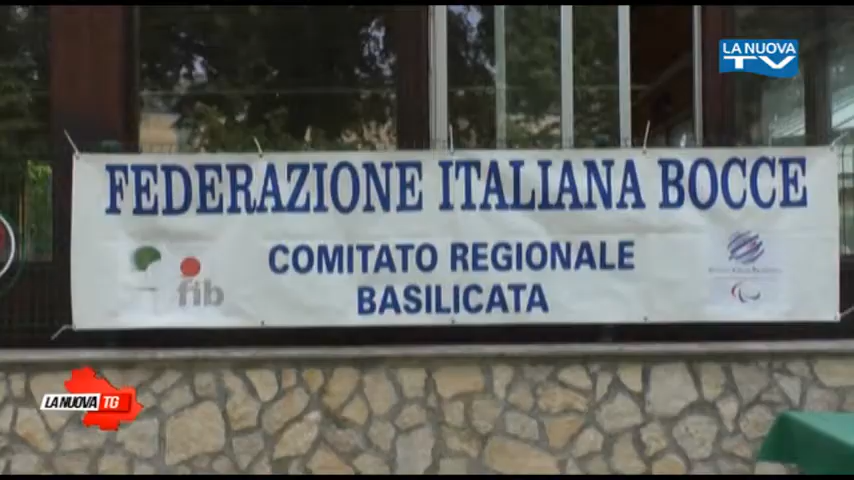 LA NUOVA
TV
FEDERAZIONE ITALIANA BOCCE
COMITATO REGIONALE
BASILICATA
fib
LA NUOVA TG